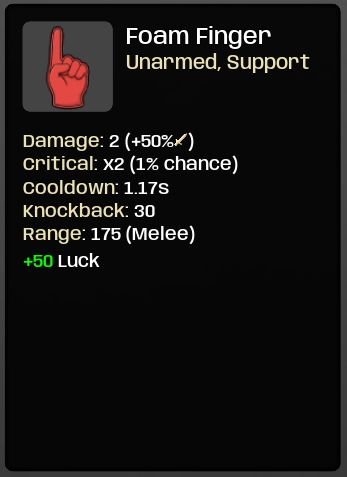 Foam Finger
Unarmed, Support
Damage: 2 (+50%)
Critical: x2 (1% chance)
Cooldown: 1.17s
Knockback: 30
Range: 175 (Melee)
+50 Luck